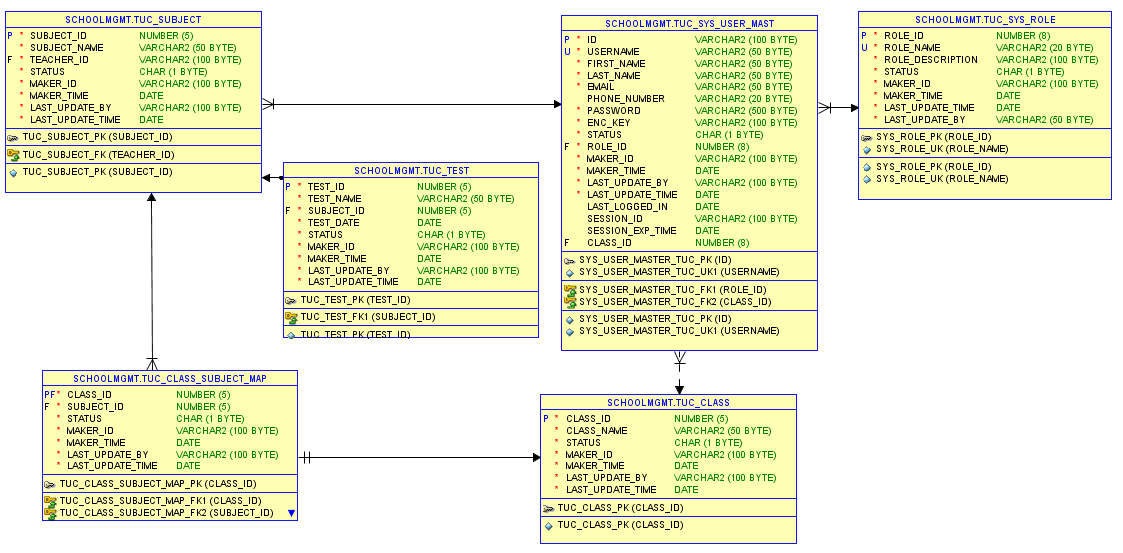 SCHOOLMGMT.TUC_SUBJECT
P * SUBJECT_ID NUMBER (5)
* SUBJECT_NAME VARCHAR2 (50 BYTE)
F * TEACHER_ID VARCHAR2 (100 BYTE)
* STATUS CHAR (1 BYTE)
* MAKER_ID VARCHAR2 (100 BYTE)
* MAKER_TIME DATE
* LAST_UPDATE_BY VARCHAR2 (100 BYTE)
* LAST_UPDATE_TIME DATE
TUC_SUBJECT_PK (SUBJECT_ID)
TUC_SUBJECT_FK (TEACHER_ID)
TUC_SUBJECT_PK (SUBJECT_ID)
SCHOOLMGMT.TUC_SYS_USER_MAST
P * ID VARCHAR2 (100 BYTE)
U * USERNAME VARCHAR2 (50 BYTE)
* FIRST_NAME VARCHAR2 (50 BYTE)
* LAST_NAME VARCHAR2 (50 BYTE)
* EMAIL VARCHAR2 (50 BYTE)
PHONE_NUMBER VARCHAR2 (20 BYTE)
* PASSWORD VARCHAR2 (500 BYTE)
* ENC_KEY VARCHAR2 (100 BYTE)
* STATUS CHAR (1 BYTE)
F * ROLE_ID NUMBER (8)
* MAKER_ID VARCHAR2 (100 BYTE)
* MAKER_TIME DATE
* LAST_UPDATE_BY VARCHAR2 (100 BYTE)
* LAST_UPDATE_TIME DATE
LAST_LOGGED_IN DATE
SESSION_ID VARCHAR2 (100 BYTE)
SESSION_EXP_TIME DATE
F CLASS_ID NUMBER (8)
SYS_USER_MASTER_TUC_PK (ID)
SYS_USER_MASTER_TUC_UK1 (USERNAME)
SYS_USER_MASTER_TUC_FK1 (ROLE_ID)
SYS_USER_MASTER_TUC_FK2 (CLASS_ID)
SYS_USER_MASTER_TUC_PK (ID)
SYS_USER_MASTER_TUC_UK1 (USERNAME)
SCHOOLMGMT.TUC_SYS_ROLE
P * ROLE_ID NUMBER (8)
U * ROLE_NAME VARCHAR2 (20 BYTE)
* ROLE_DESCRIPTION VARCHAR2 (100 BYTE)
* STATUS CHAR (1 BYTE)
* MAKER_ID VARCHAR2 (100 BYTE)
* MAKER_TIME DATE
* LAST_UPDATE_TIME DATE
* LAST_UPDATE_BY VARCHAR2 (50 BYTE)
SYS_ROLE_PK (ROLE_ID)
SYS_ROLE_UK (ROLE_NAME)
SYS_ROLE_PK (ROLE_ID)
SYS_ROLE_UK (ROLE_NAME)
SCHOOLMGMT.TUC_TEST
P * TEST_ID NUMBER (5)
* TEST_NAME VARCHAR2 (50 BYTE)
F * SUBJECT_ID NUMBER (5)
* TEST_DATE DATE
* STATUS CHAR (1 BYTE)
* MAKER_ID VARCHAR2 (100 BYTE)
* MAKER_TIME DATE
* LAST_UPDATE_BY VARCHAR2 (100 BYTE)
* LAST_UPDATE_TIME DATE
TUC_TEST_PK (TEST_ID)
TUC_TEST_FK1 (SUBJECT_ID)
TUC_TEST_PK (TEST_ID)
SCHOOLMGMT.TUC_CLASS_SUBJECT_MAP
PF * CLASS_ID NUMBER (5)
F * SUBJECT_ID NUMBER (5)
* STATUS CHAR (1 BYTE)
* MAKER_ID VARCHAR2 (100 BYTE)
* MAKER_TIME DATE
* LAST_UPDATE_BY VARCHAR2 (100 BYTE)
* LAST_UPDATE_TIME DATE
TUC_CLASS_SUBJECT_MAP_PK (CLASS_ID)
TUC_CLASS_SUBJECT_MAP_FK1 (CLASS_ID)
TUC_CLASS_SUBJECT_MAP_FK2 (SUBJECT_ID)
SCHOOLMGMT.TUC_CLASS
P * CLASS_ID NUMBER (5)
* CLASS_NAME VARCHAR2 (50 BYTE)
* STATUS CHAR (1 BYTE)
* MAKER_ID VARCHAR2 (100 BYTE)
* MAKER_TIME DATE
* LAST_UPDATE_BY VARCHAR2 (100 BYTE)
* LAST_UPDATE_TIME DATE
TUC_CLASS_PK (CLASS_ID)
TUC_CLASS_PK (CLASS_ID)